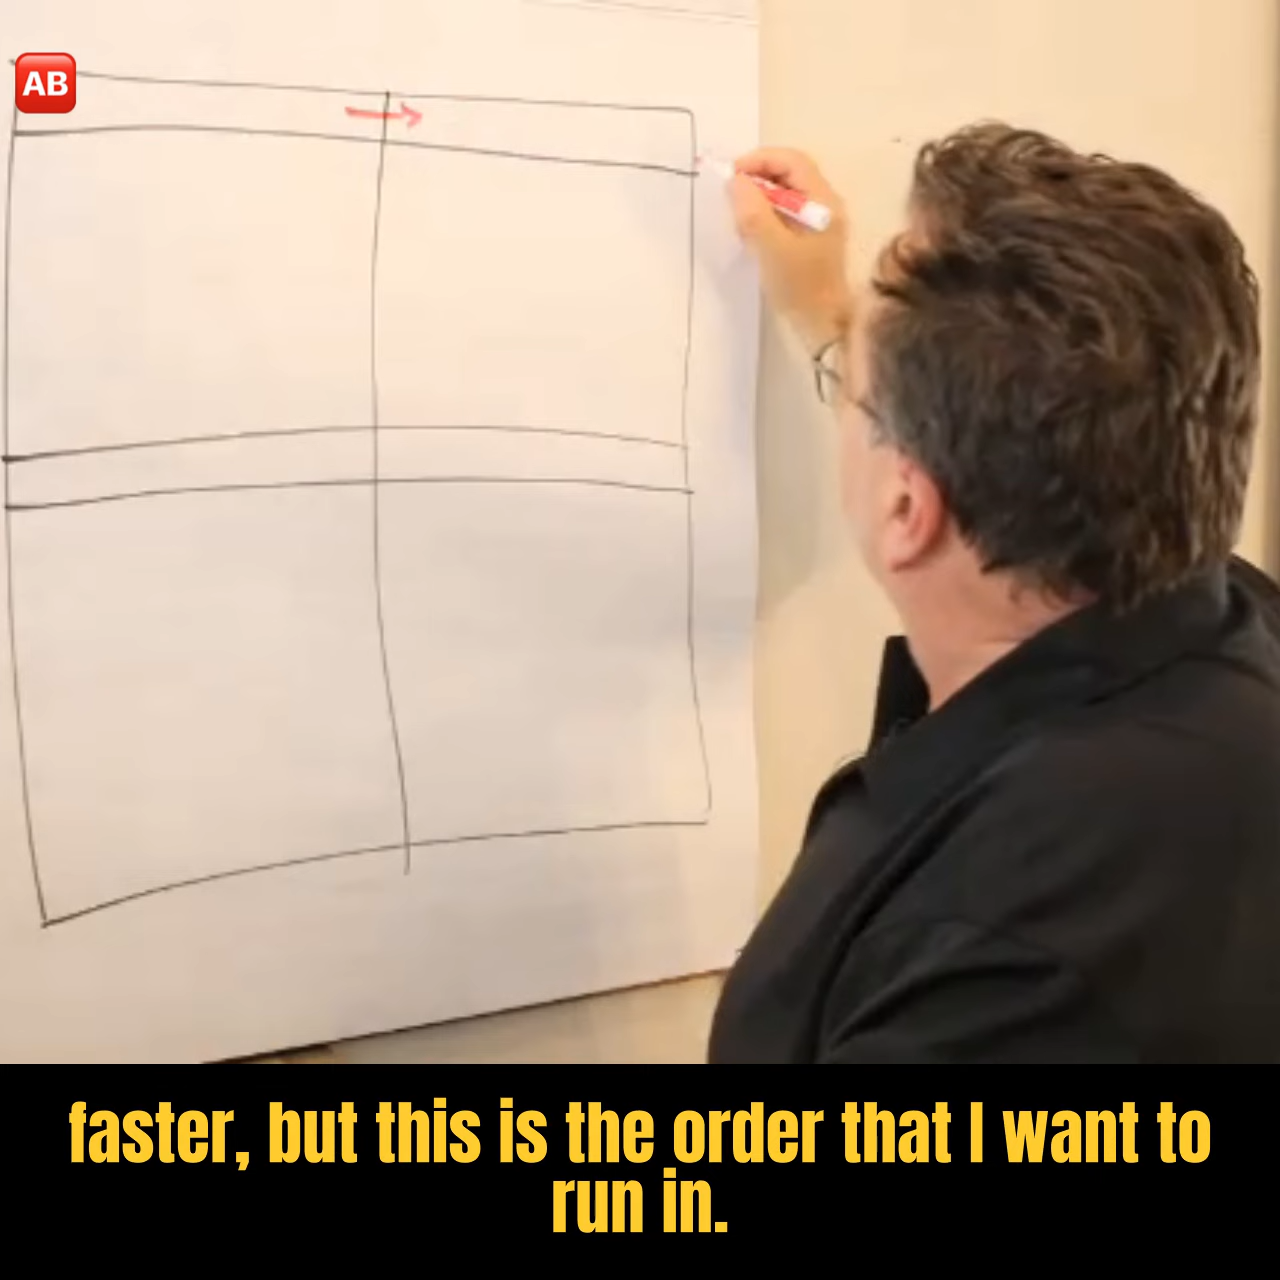 AB
faster, but this is the order that I want to
run in.